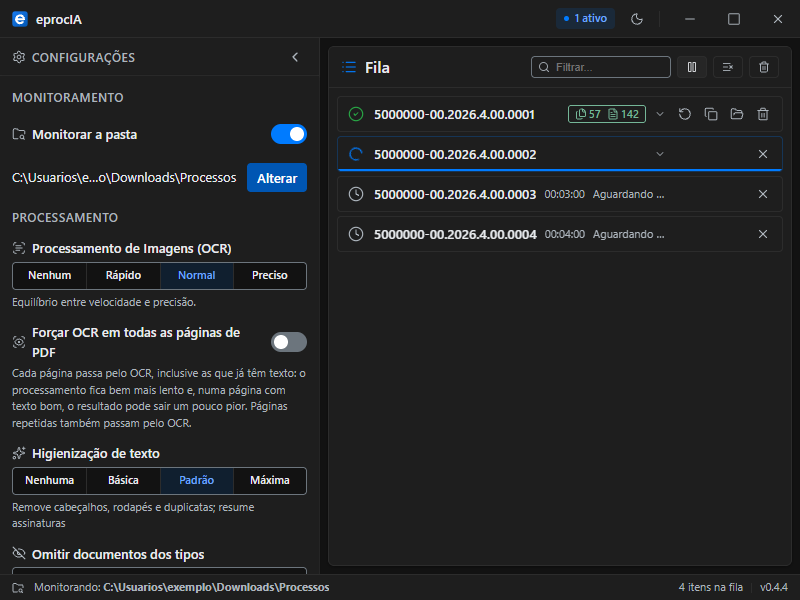 eprocIA
1 ativo
CONFIGURAÇÕES
MONITORAMENTO
Monitorar a pasta
C:\Usuarios\e...o\Downloads\Processos
Alterar
PROCESSAMENTO
Processamento de Imagens (OCR)
Nenhum Rápido Normal Preciso
Equilíbrio entre velocidade e precisão.
Forçar OCR em todas as páginas de
PDF
Cada página passa pelo OCR, inclusive as que já têm texto: o
processamento fica bem mais lento e, numa página com
texto bom, o resultado pode sair um pouco pior. Páginas
repetidas também passam pelo OCR.
Higienização de texto
Nenhuma Básica Padrão Máxima
Remove cabeçalhos, rodapés e duplicatas; resume
assinaturas
Omitir documentos dos tipos
Fila
Filtrar...
5000000-00.2026.4.00.0001 57 142
5000000-00.2026.4.00.0002
5000000-00.2026.4.00.0003 00:03:00 Aguardando ...
5000000-00.2026.4.00.0004 00:04:00 Aguardando ...
Monitorando: C:\Usuarios\exemplo\Downloads\Processos
4 itens na fila v0.4.4